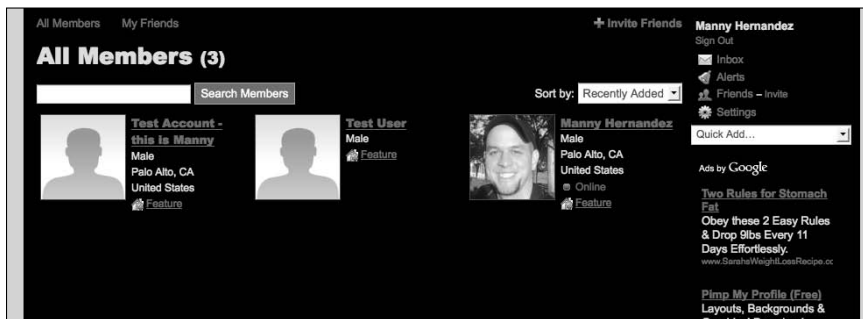 All Members My Friends
Invite Friends
All Members (3)
Search Members
Sort by: Recently Added
Test Account -
this is Manny
Male
Palo Alto, CA
United States
Feature
Test User
Male
Feature
Manny Hernandez
Male
Palo Alto, CA
United States
Online
Feature
Manny Hernandez
Sign Out
Inbox
Alerts
Friends – Invite
Settings
Quick Add...
Ads by Google
Two Rules for Stomach
Fat
Obey these 2 Easy Rules
& Drop 9lbs Every 11
Days Effortlessly.
www.SarahsWeightLossRecipe.cc
Pimp My Profile (Free)
Layouts, Backgrounds &